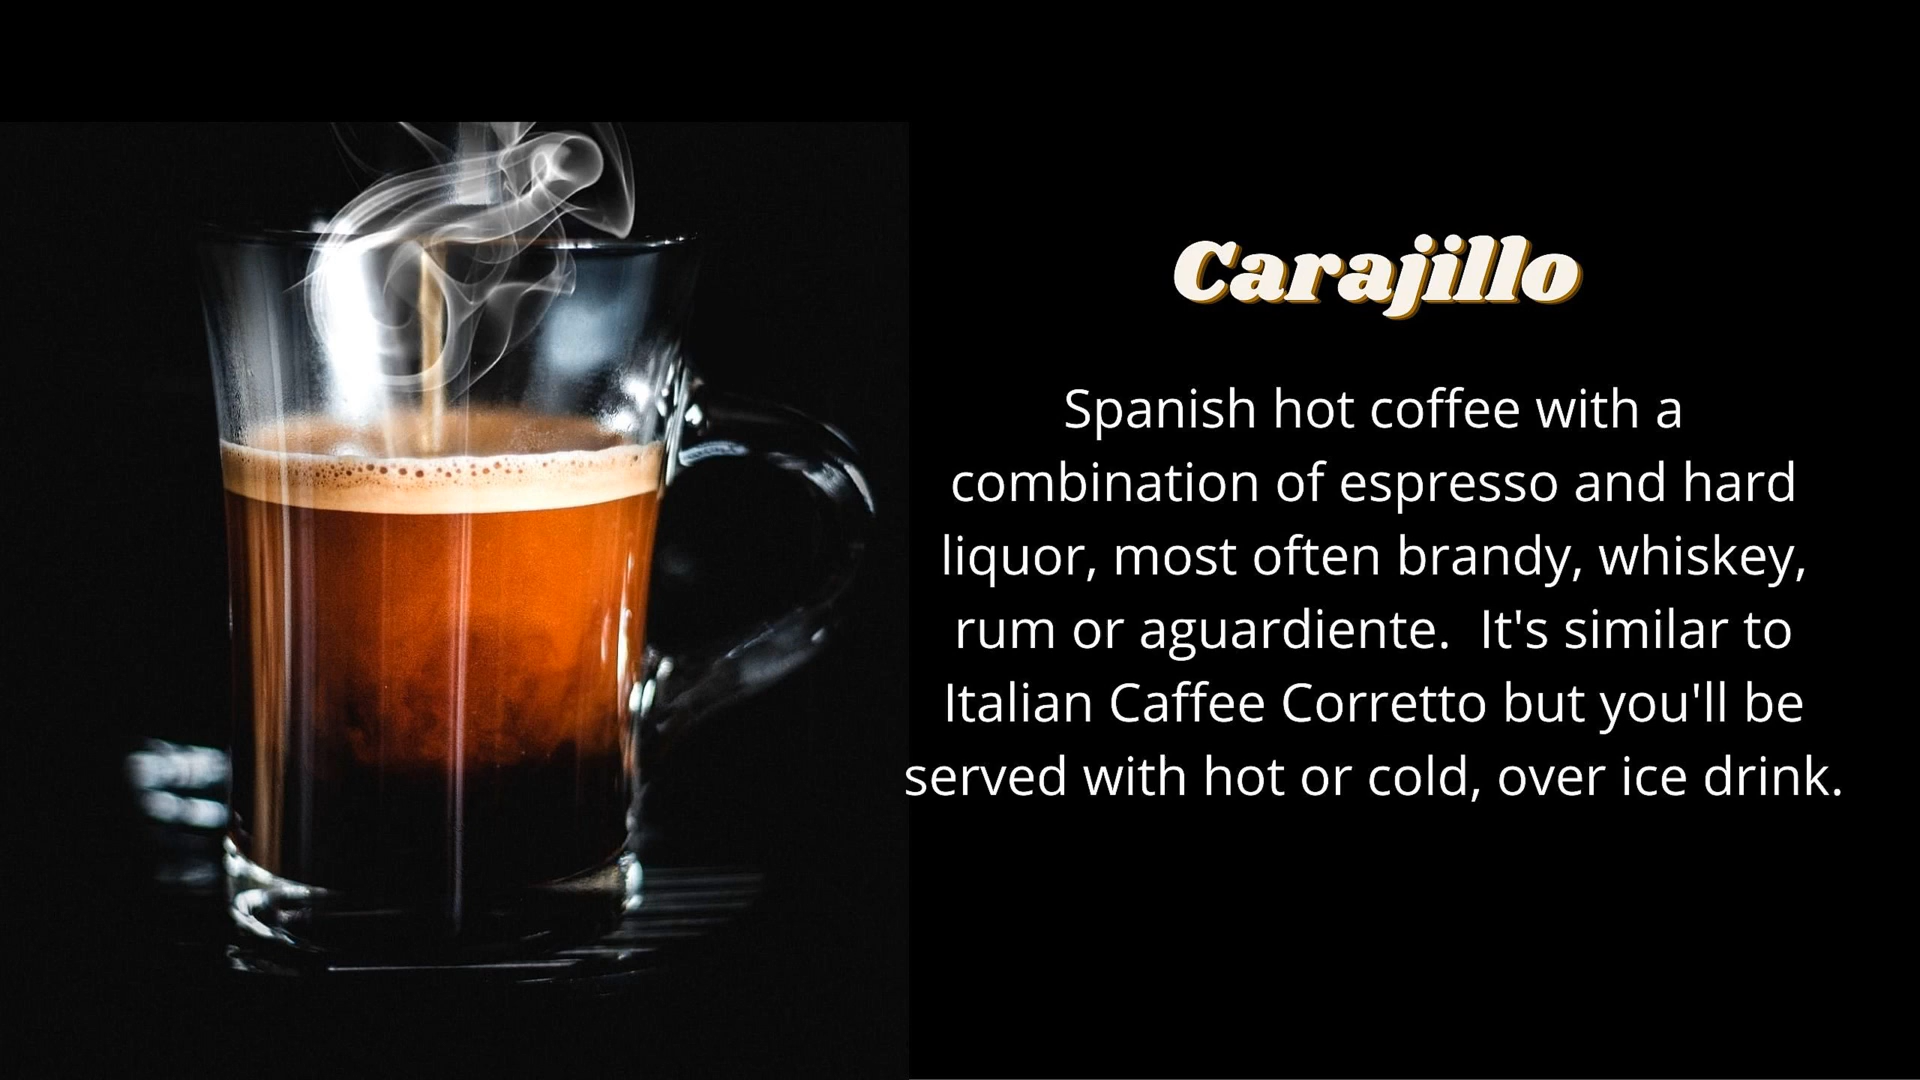 Carajillo
Spanish hot coffee with a
combination of espresso and hard
liquor, most often brandy, whiskey,
rum or aguardiente.  It's similar to
Italian Caffee Corretto but you'll be
served with hot or cold, over ice drink.